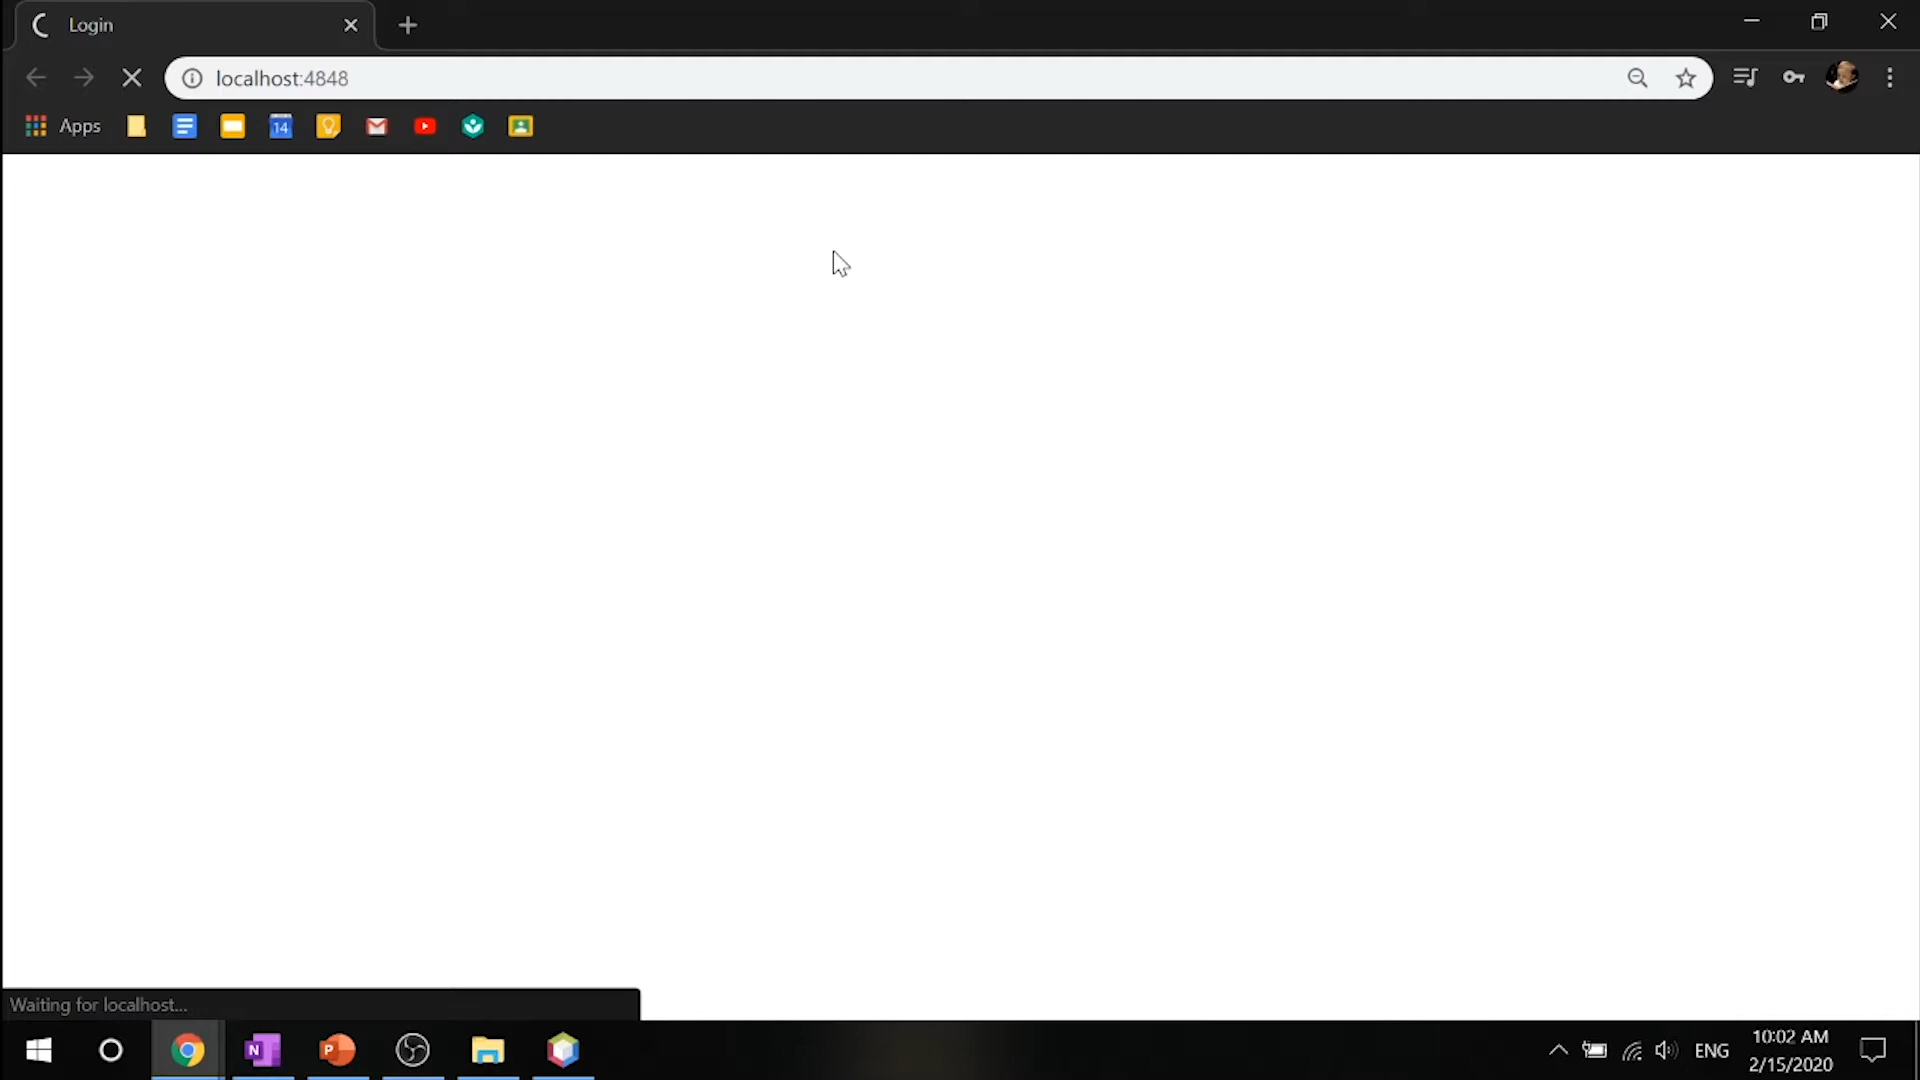 Login
localhost:4848
Apps
14
Waiting for localhost...
N
P
ENG
10:02 AM
2/15/2020